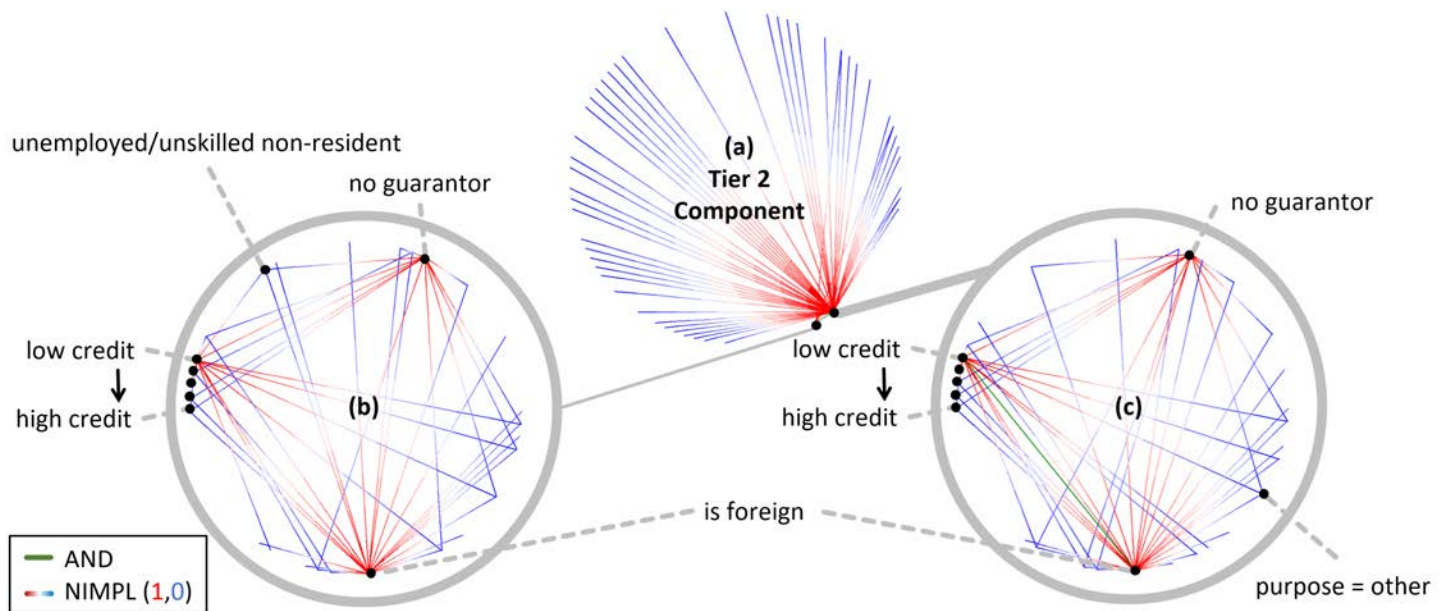 (a)
Tier 2
Component
unemployed/unskilled non-resident
no guarantor
no guarantor
low credit
high credit
(b)
low credit
high credit
(c)
is foreign
purpose = other
AND
NIMPL (1,0)